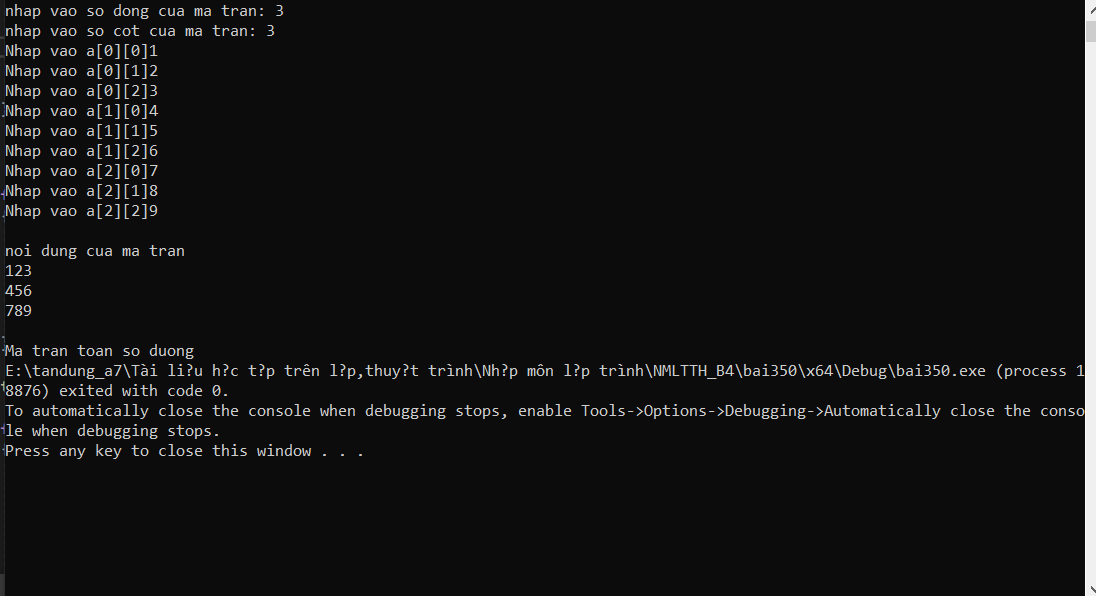 nhap vao so dong cua ma tran: 3
nhap vao so cot cua ma tran: 3
Nhap vao a[0][0]1
Nhap vao a[0][1]2
Nhap vao a[0][2]3
Nhap vao a[1][0]4
Nhap vao a[1][1]5
Nhap vao a[1][2]6
Nhap vao a[2][0]7
Nhap vao a[2][1]8
Nhap vao a[2][2]9
noi dung cua ma tran
123
456
789
Ma tran toan so duong
E:\tandung_a7\Tài li?u h?c t?p trên l?p,thuy?t trình\Nh?p môn l?p trình\NMLTTH_B4\bai350\x64\Debug\bai350.exe (process 1
8876) exited with code 0.
To automatically close the console when debugging stops, enable Tools->Options->Debugging->Automatically close the conso
le when debugging stops.
Press any key to close this window . . .